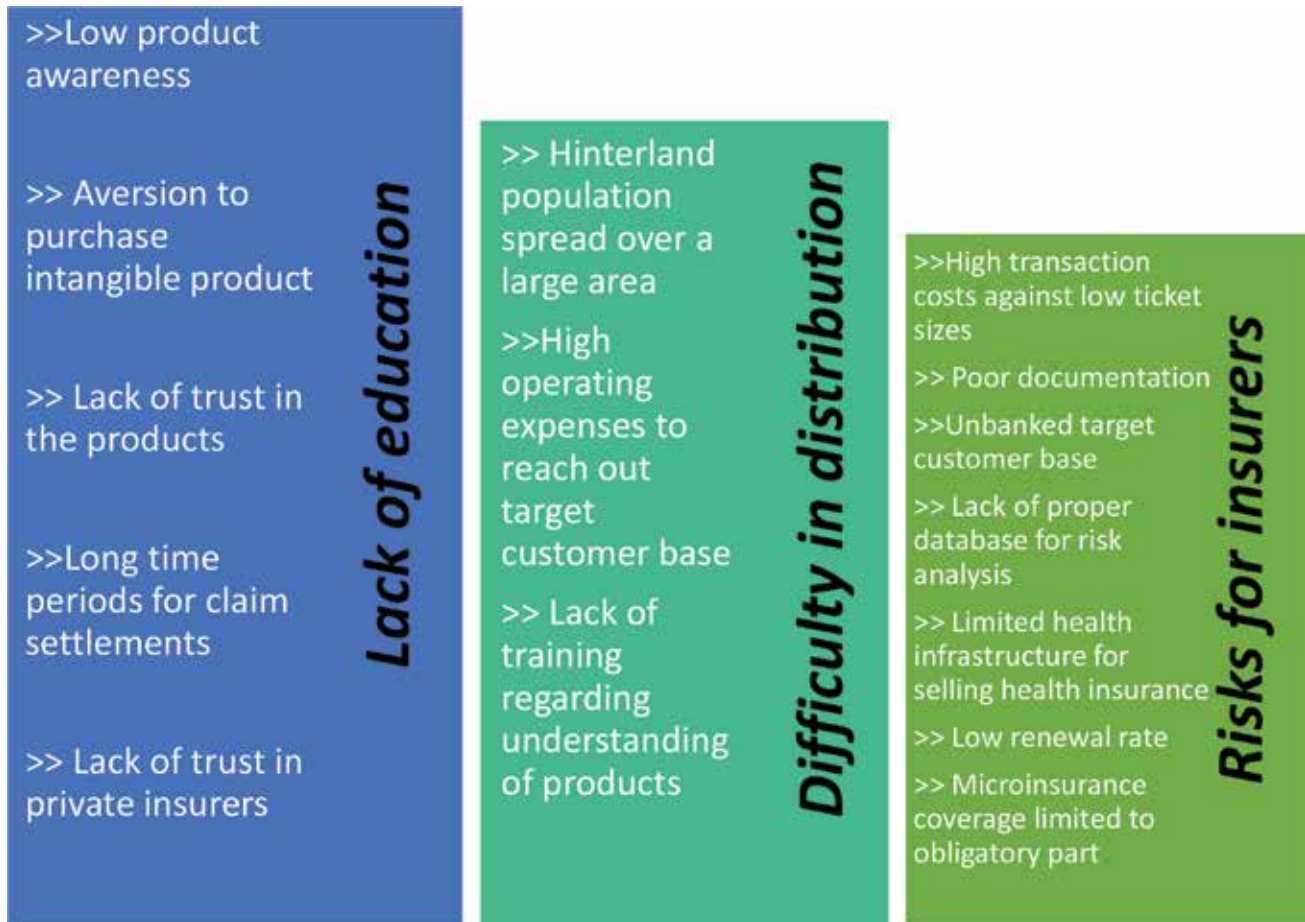 >>Low product
awareness
>> Aversion to
purchase
intangible product
>> Lack of trust in
the products
>>Long time
periods for claim
settlements
>> Lack of trust in
private insurers
Lack of education
>> Hinterland
population
spread over a
large area
>>High
operating
expenses to
reach out
target
customer base
>> Lack of
training
regarding
understanding
of products
Difficulty in distribution
>>High transaction
costs against low ticket
sizes
>> Poor documentation
>>Unbanked target
customer base
>> Lack of proper
database for risk
analysis
>> Limited health
infrastructure for
selling health insurance
>> Low renewal rate
>> Microinsurance
coverage limited to
obligatory part
Risks for insurers